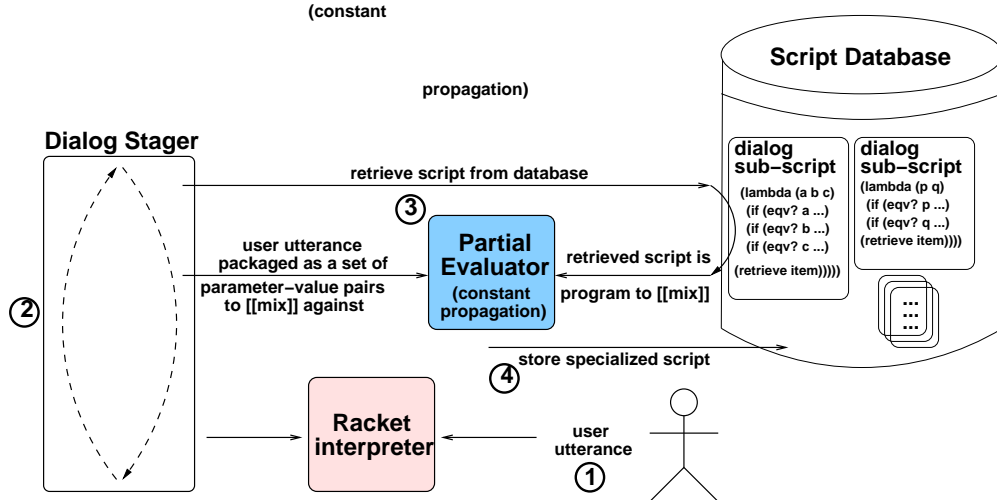 (constant
propagation)
Script Database
Dialog Stager
retrieve script from database
3
dialog
sub−script
(lambda (a b c)
(if (eqv? a ...)
(if (eqv? b ...)
(if (eqv? c ...)
(retrieve item)))))
dialog
sub−script
(lambda (p q)
(if (eqv? p ...)
(if (eqv? q ...)
(retrieve item))))
...
...
...
user utterance
packaged as a set of
parameter−value pairs
to [[mix]] against
Partial
Evaluator
(constant
propagation)
retrieved script is
program to [[mix]]
2
store specialized script
4
Racket
interpreter
user
utterance
1